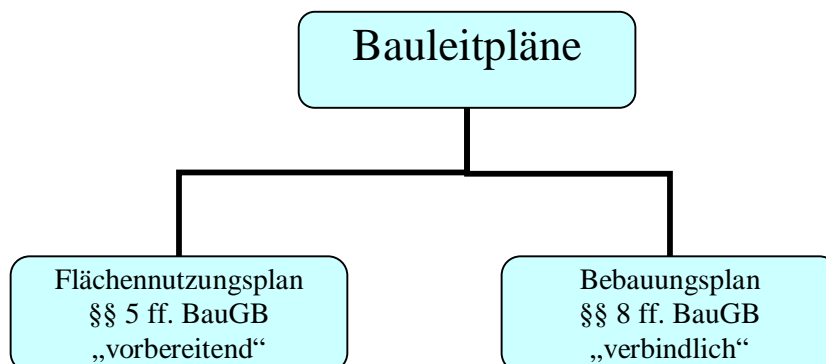 Bauleitpläne
Flächennutzungsplan
§§ 5 ff. BauGB
„vorbereitend“
Bebauungsplan
§§ 8 ff. BauGB
„verbindlich“